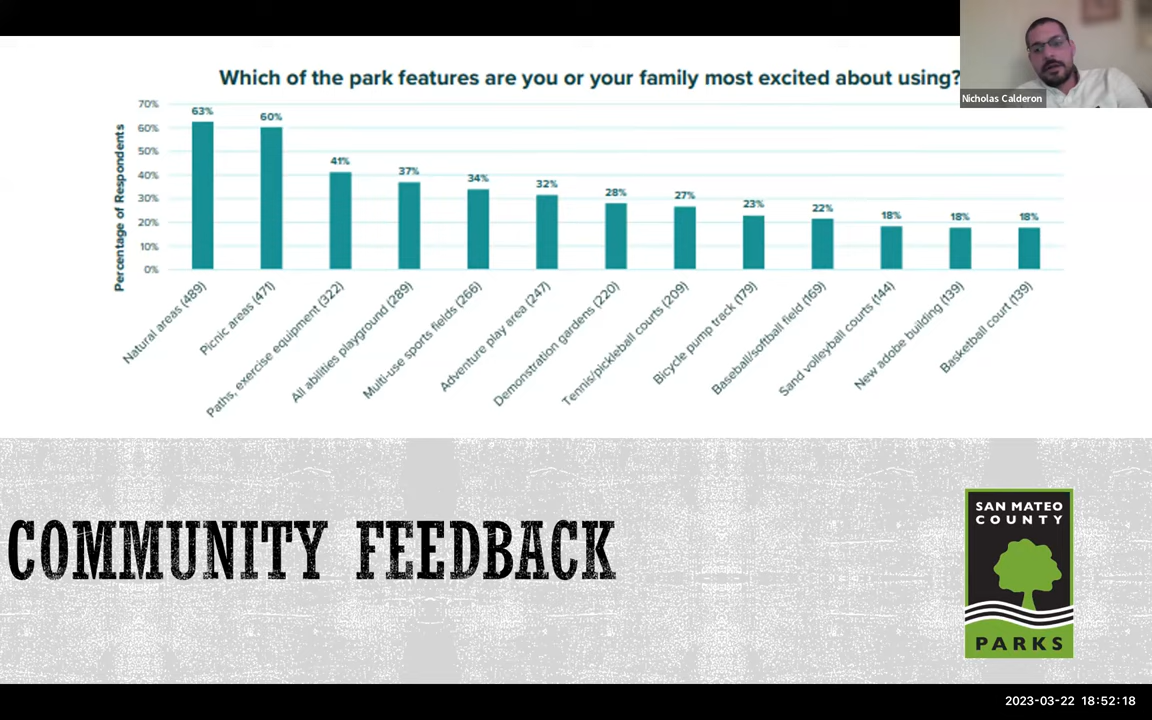 Which of the park features are you or your family most excited about using?
Nicholas Calderon
Percentage of Respondents
70%
60%
50%
40%
30%
20%
10%
0%
63%
60%
41%
37%
34%
32%
28%
27%
23%
22%
18%
18%
18%
Natural areas (489)
Picnic areas (471)
Paths, exercise equipment (322)
All abilities playground (289)
Multi-use sports fields (266)
Adventure play area (247)
Demonstration gardens (220)
Tennis/pickleball courts (209)
Bicycle pump track (179)
Baseball/softball field (169)
Sand volleyball courts (144)
New adobe building (139)
Basketball court (139)
COMMUNITY FEEDBACK
SAN MATEO
COUNTY
PARKS
2023-03-22 18:52:18